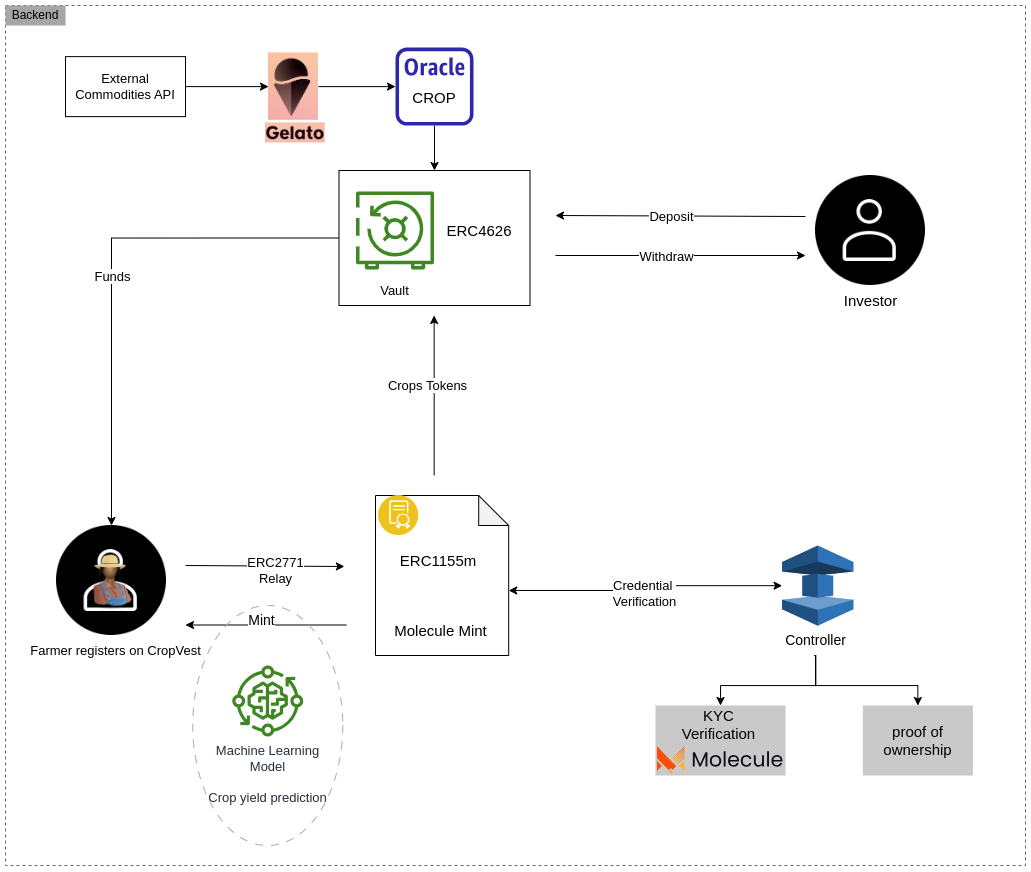 Backend
External
Commodities API
Gelato
Oracle
CROP
ERC4626
Vault
Deposit
Withdraw
Investor
Funds
Crops Tokens
ERC2771
Relay
Mint
Farmer registers on CropVest
ERC1155m
Molecule Mint
Credential
Verification
Controller
KYC
Verification
Molecule
proof of
ownership
Machine Learning
Model
Crop yield prediction